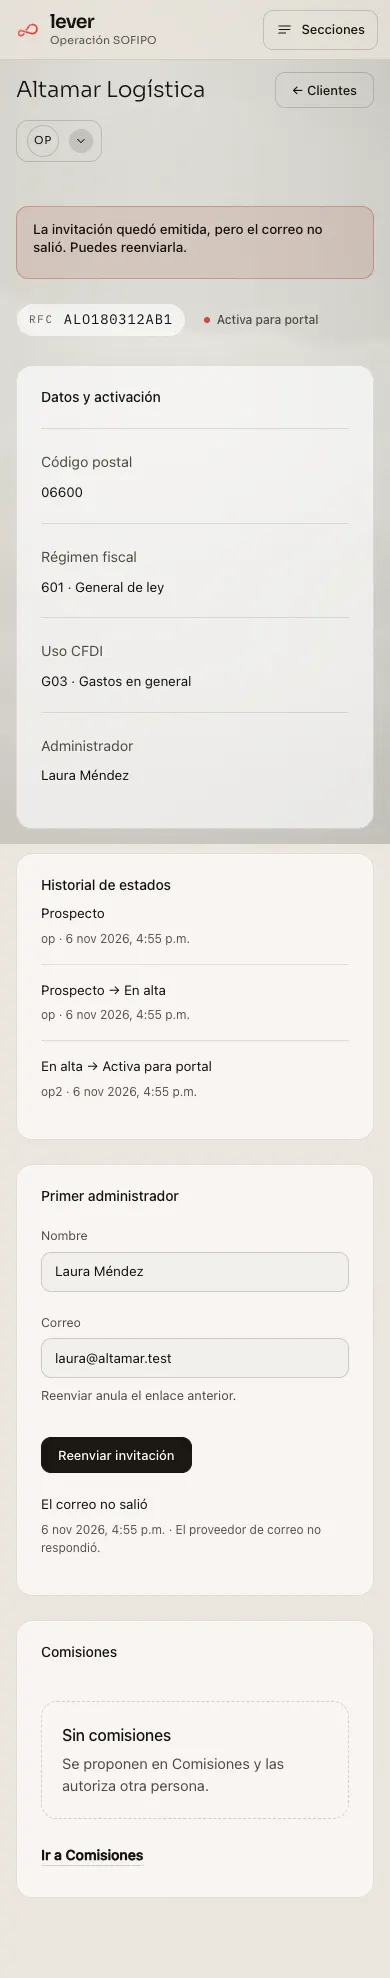 lever
Operación SOFIPO
Secciones
Altamar Logística
← Clientes
OP
La invitación quedó emitida, pero el correo no
salió. Puedes reenviarla.
RFC ALO180312AB1
Activa para portal
Datos y activación
Código postal
06600
Régimen fiscal
601 · General de ley
Uso CFDI
G03 · Gastos en general
Administrador
Laura Méndez
Historial de estados
Prospecto
op · 6 nov 2026, 4:55 p.m.
Prospecto → En alta
op · 6 nov 2026, 4:55 p.m.
En alta → Activa para portal
op2 · 6 nov 2026, 4:55 p.m.
Primer administrador
Nombre
Laura Méndez
Correo
laura@altamar.test
Reenviar anula el enlace anterior.
Reenviar invitación
El correo no salió
6 nov 2026, 4:55 p.m. · El proveedor de correo no
respondió.
Comisiones
Sin comisiones
Se proponen en Comisiones y las
autoriza otra persona.
Ir a Comisiones